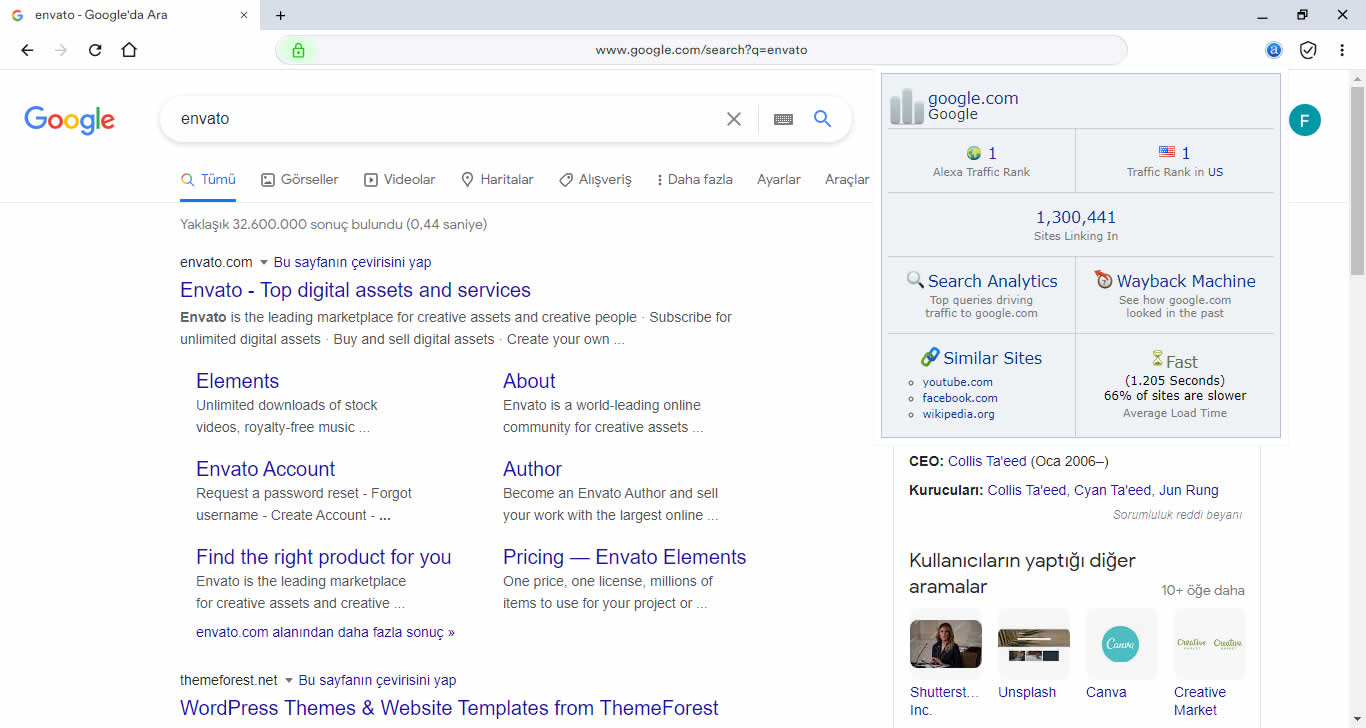 envato - Google'da Ara
www.google.com/search?q=envato
a
Google
envato
F
Tümü
Görseller
Videolar
Haritalar
Alışveriş
Daha fazla
Ayarlar
Araçlar
Yaklaşık 32.600.000 sonuç bulundu (0,44 saniye)
envato.com Bu sayfanın çevirisini yap
Envato - Top digital assets and services
Envato is the leading marketplace for creative assets and creative people · Subscribe for
unlimited digital assets · Buy and sell digital assets · Create your own ...
Elements
Unlimited downloads of stock
videos, royalty-free music ...
About
Envato is a world-leading online
community for creative assets ...
Envato Account
Request a password reset - Forgot
username - Create Account - ...
Author
Become an Envato Author and sell
your work with the largest online ...
Find the right product for you
Envato is the leading marketplace
for creative assets and creative ...
Pricing — Envato Elements
One price, one license, millions of
items to use for your project or ...
envato.com alanından daha fazla sonuç »
themeforest.net Bu sayfanın çevirisini yap
WordPress Themes & Website Templates from ThemeForest
google.com
Google
1
Alexa Traffic Rank
1
Traffic Rank in US
1,300,441
Sites Linking In
Search Analytics
Top queries driving
traffic to google.com
Wayback Machine
See how google.com
looked in the past
Similar Sites
youtube.com
facebook.com
wikipedia.org
Fast
(1.205 Seconds)
66% of sites are slower
Average Load Time
CEO: Collis Ta'eed (Oca 2006–)
Kurucuları: Collis Ta'eed, Cyan Ta'eed, Jun Rung
Sorumluluk reddi beyanı
Kullanıcıların yaptığı diğer
aramalar
10+ öğe daha
Canva
Creative
MARKET
Creative
MARKET
Shutterst...
Inc.
Unsplash
Canva
Creative
Market